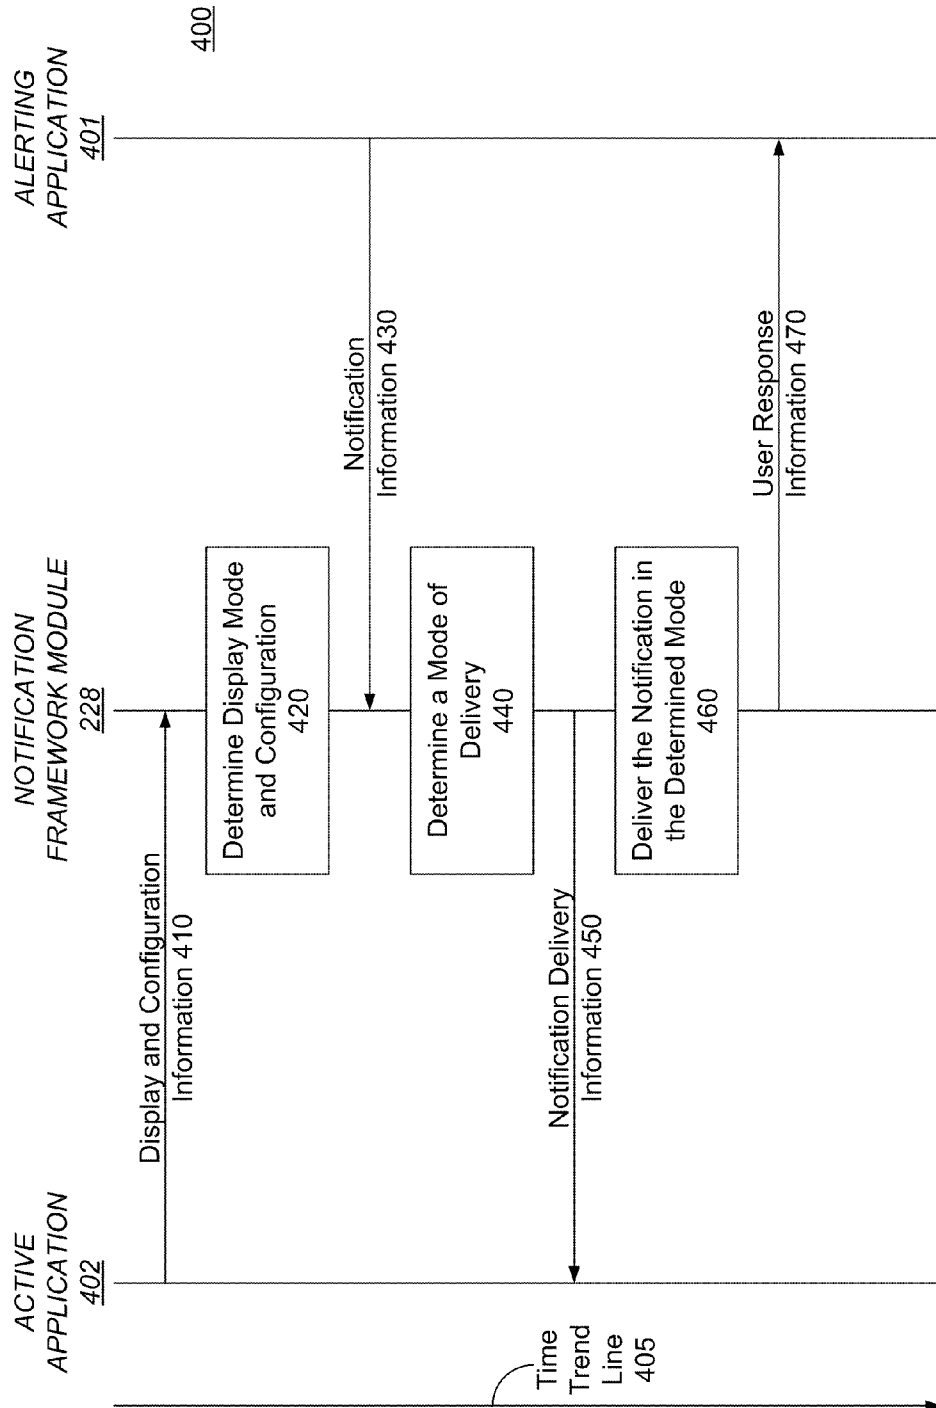 400
ACTIVE
APPLICATION
402
NOTIFICATION
FRAMEWORK MODULE
228
ALERTING
APPLICATION
401
Display and Configuration
Information 410
Determine Display Mode
and Configuration
420
Notification
Information 430
Determine a Mode of
Delivery
440
Time
Trend
Line
405
Notification Delivery
Information 450
Deliver the Notification in
the Determined Mode
460
User Response
Information 470